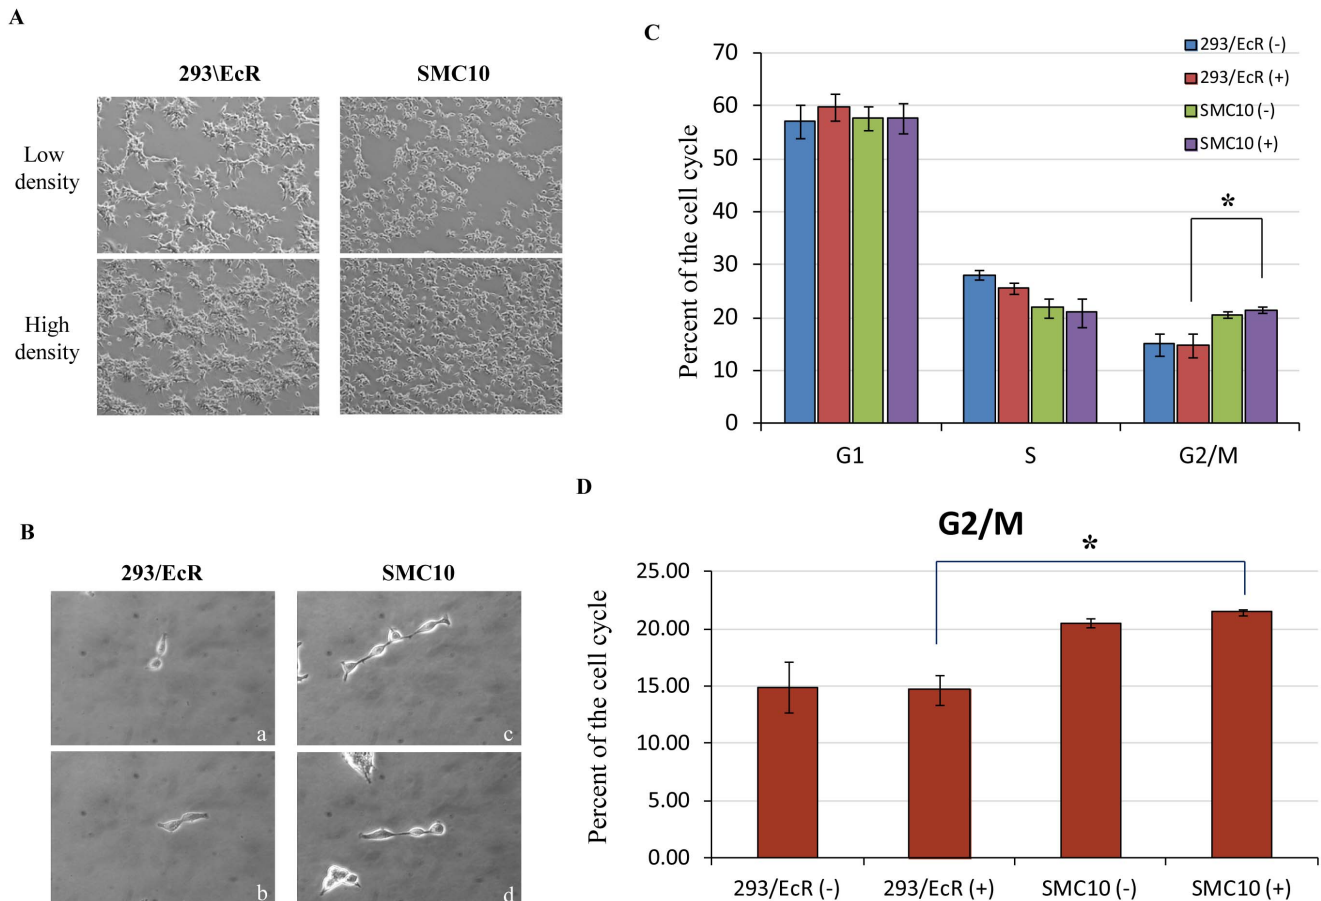 A
293\EcR SMC10
Low
density
High
density
B
293/EcR SMC10
a
c
b
d
C
Percent of the cell cycle
70
60
50
40
30
20
10
0
G1 S G2/M
293/EcR (-)
293/EcR (+)
SMC10 (-)
SMC10 (+)
*
D
G2/M
*
Percent of the cell cycle
25.00
20.00
15.00
10.00
5.00
0.00
293/EcR (-) 293/EcR (+) SMC10 (-) SMC10 (+)